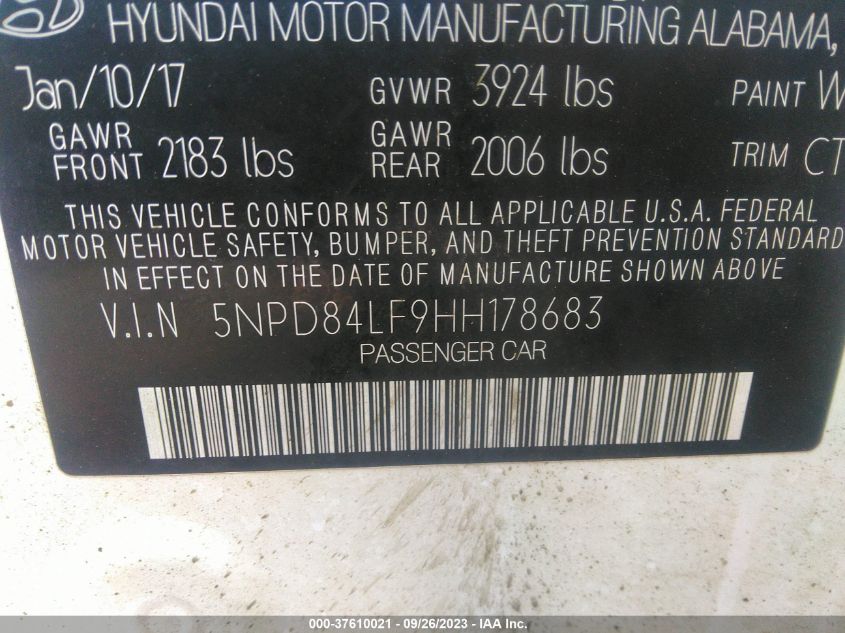 HYUNDAI MOTOR MANUFACTURING ALABAMA,
Jan/10/17 GVWR 3924 lbs PAINT W
GAWR FRONT 2183 lbs GAWR REAR 2006 lbs TRIM CT
THIS VEHICLE CONFORMS TO ALL APPLICABLE U.S.A. FEDERAL
MOTOR VEHICLE SAFETY, BUMPER, AND THEFT PREVENTION STANDARD
IN EFFECT ON THE DATE OF MANUFACTURE SHOWN ABOVE
V.I.N 5NPD84LF9HH178683
PASSENGER CAR
000-37610021 - 09/26/2023 - Copyright IAA, Inc.